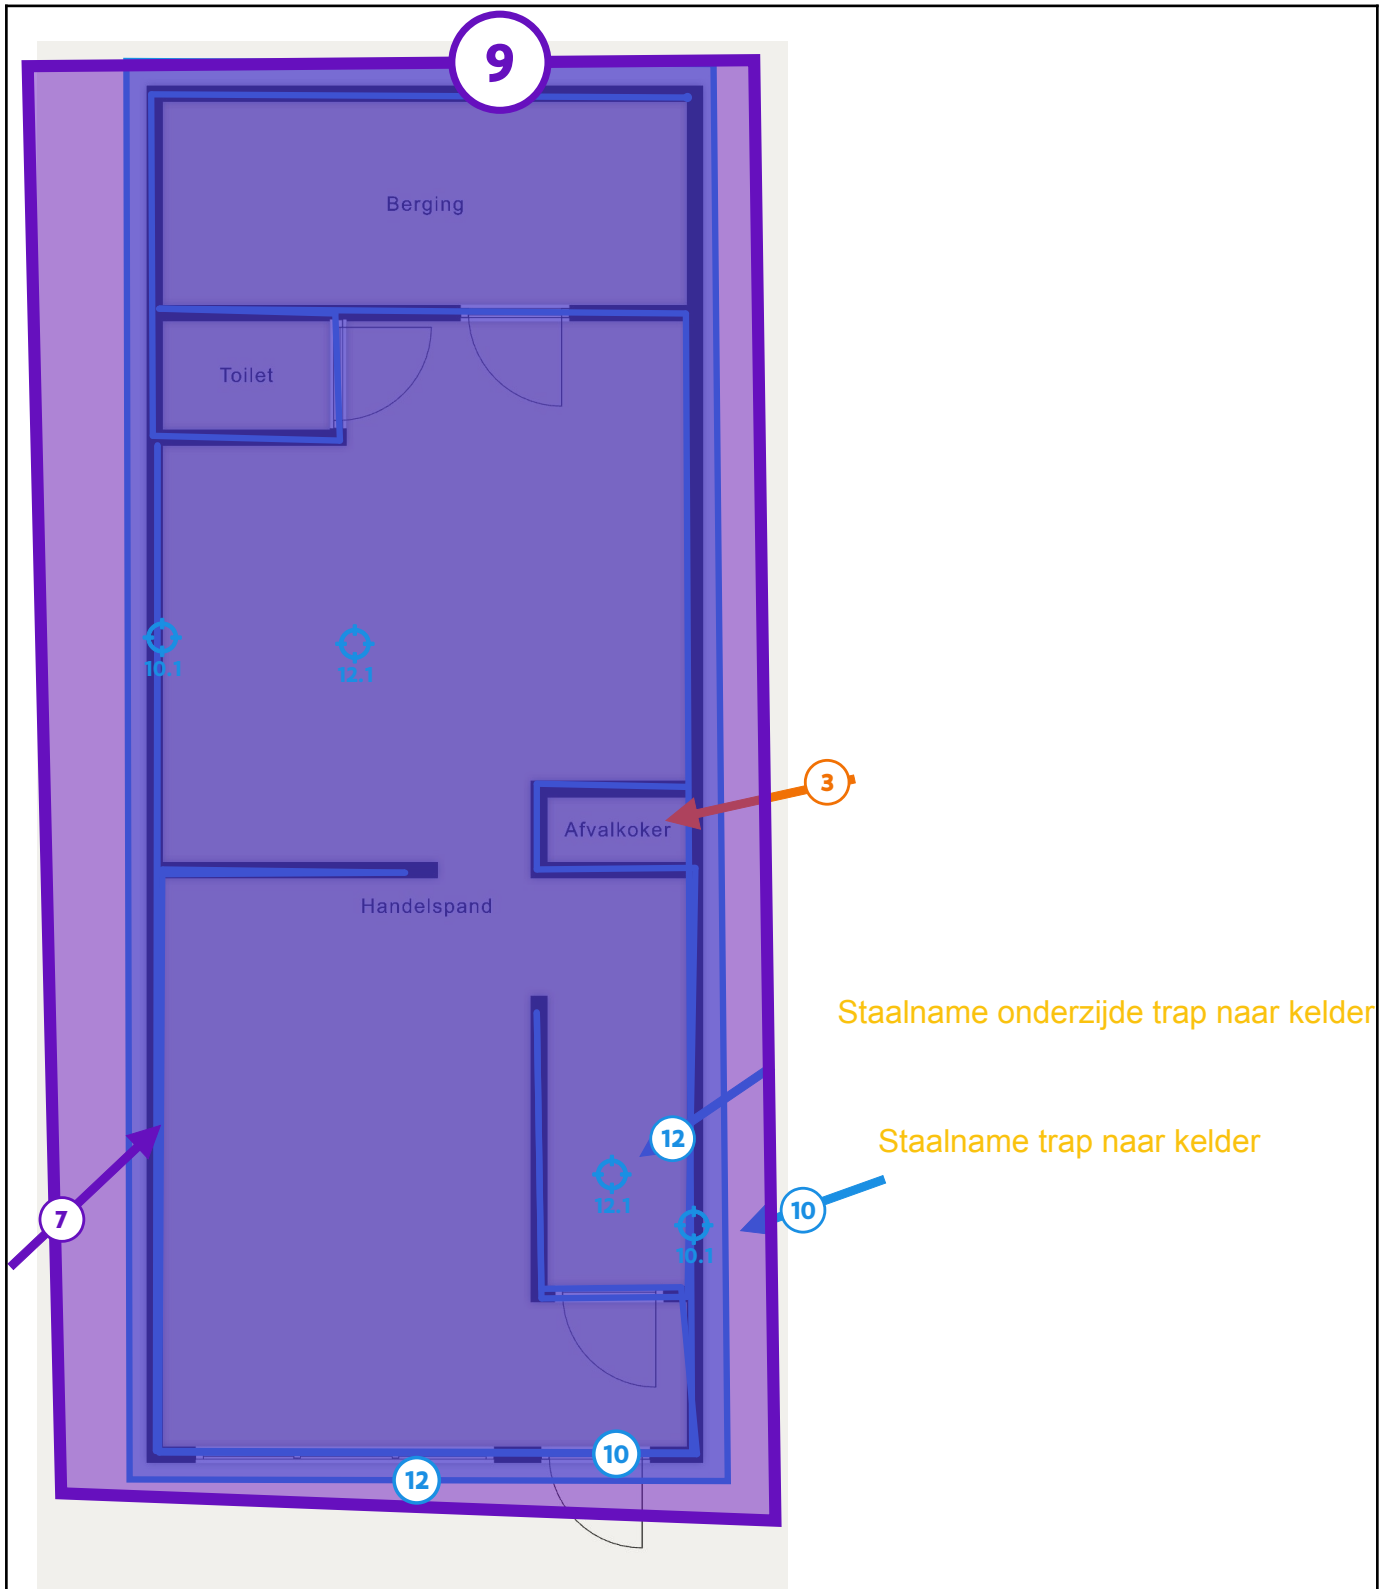 9
Berging
Toilet
10.1
12.1
3
Afvalkoker
Handelspand
Staalname onderzijde trap naar kelder
12
Staalname trap naar kelder
12.1
10
7
10.1
10
12